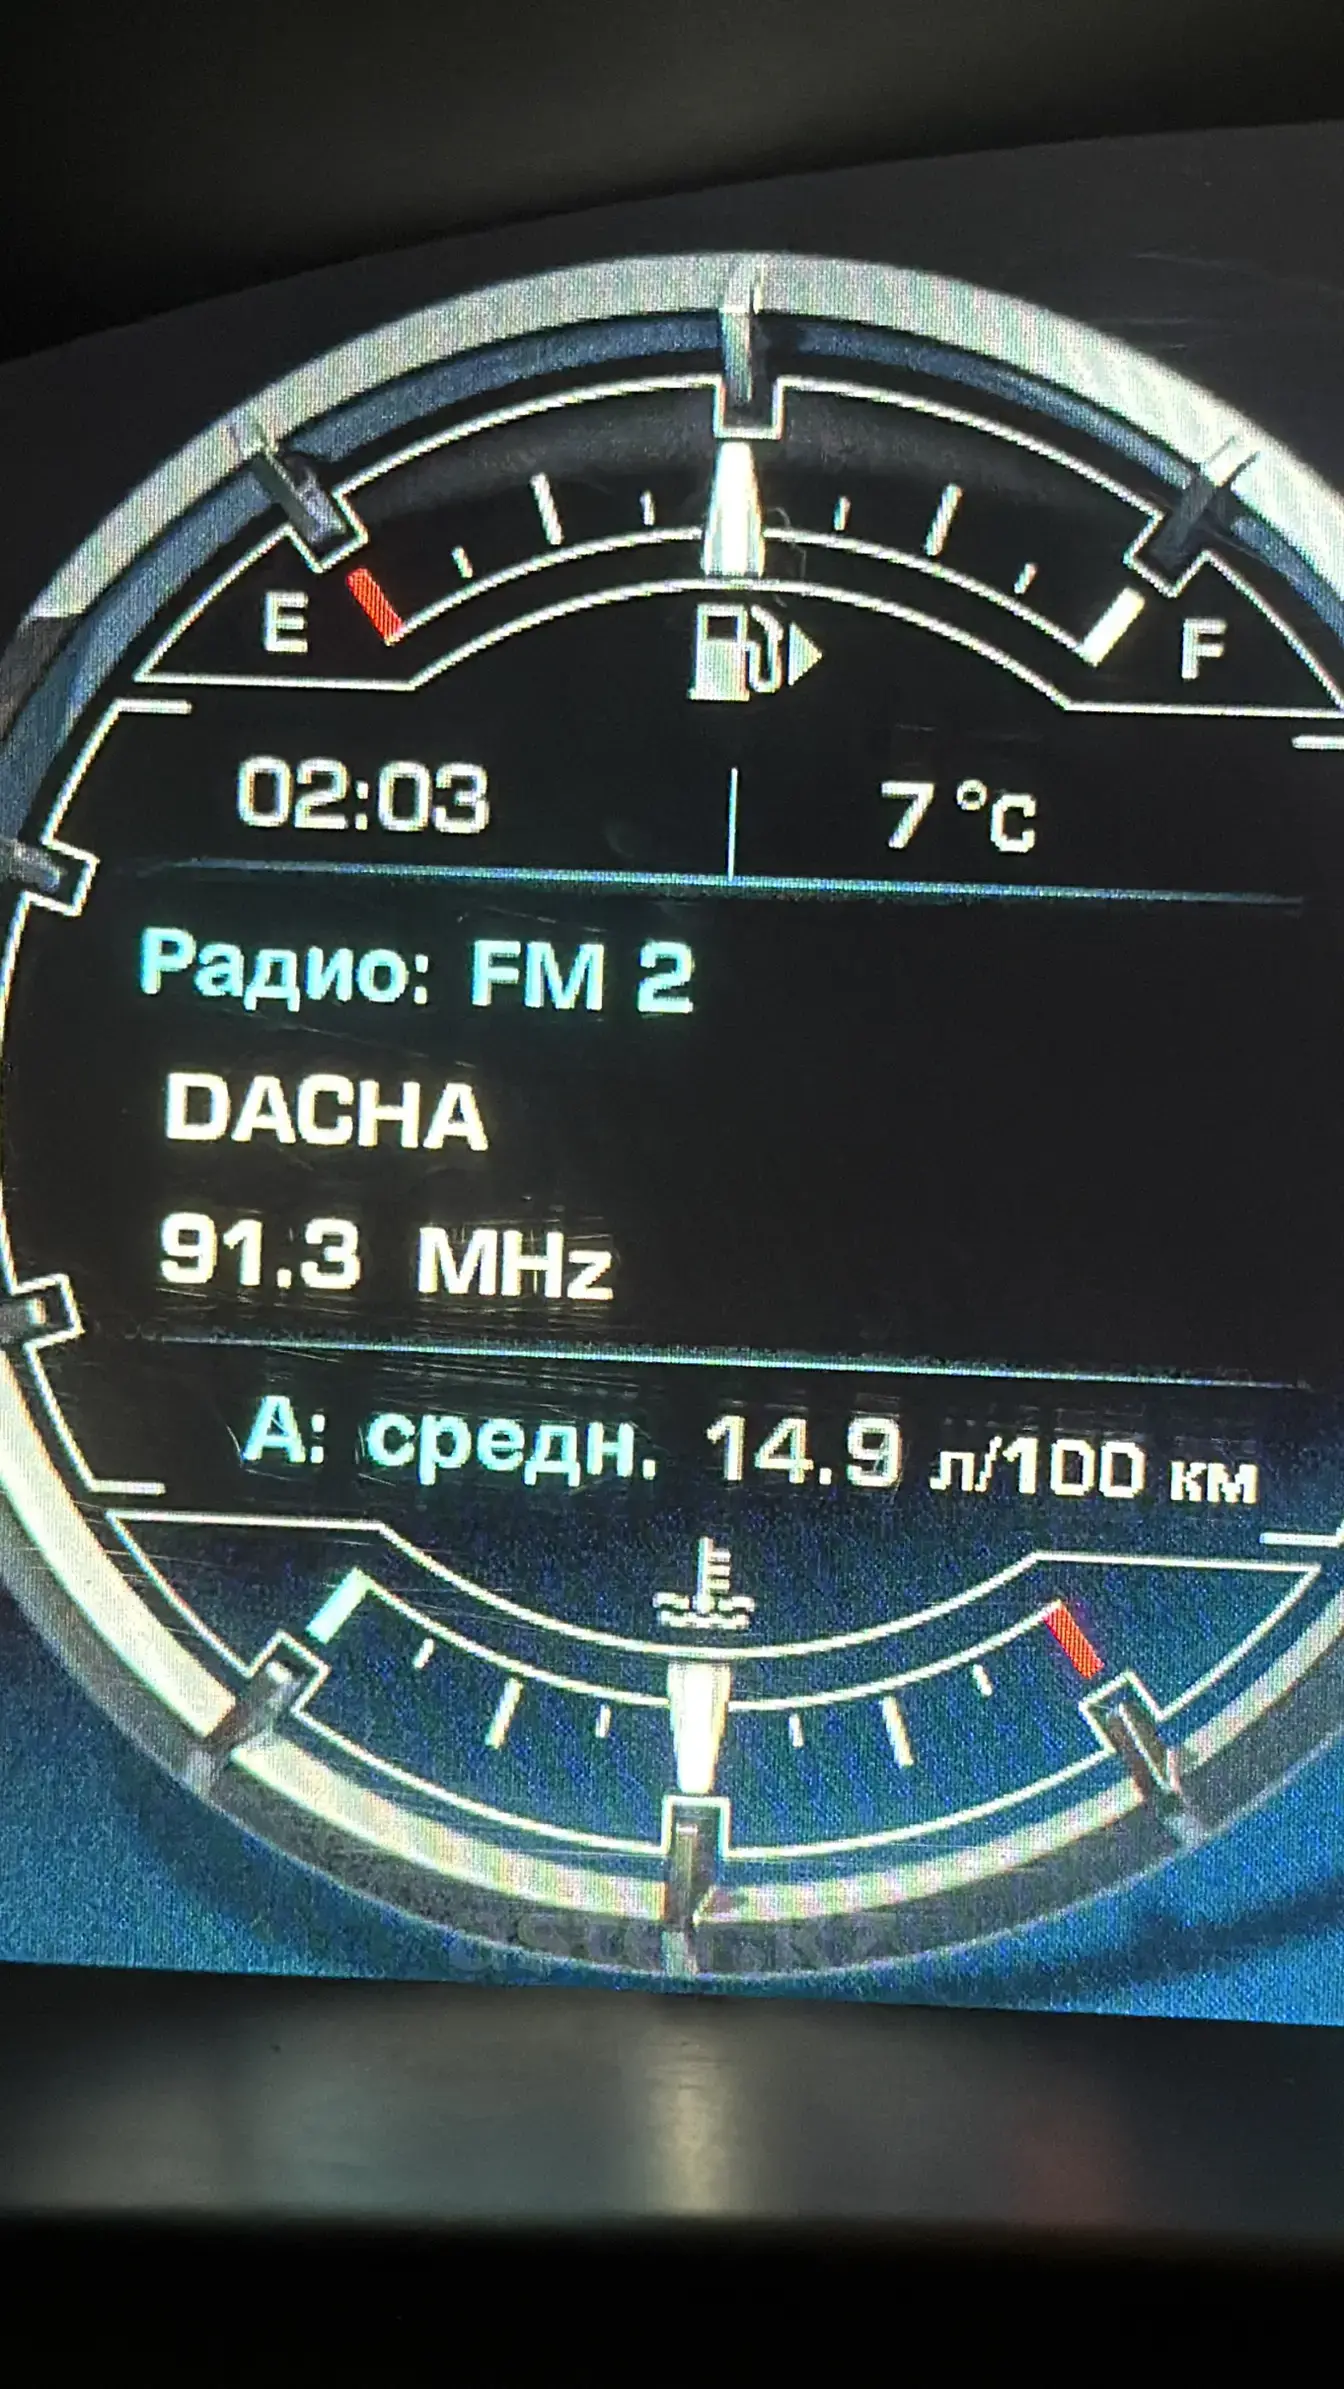 E F
02:03 7 °C
Радио: FM 2
DACHA
91.3 MHz
А: средн. 14.9 л/100 км